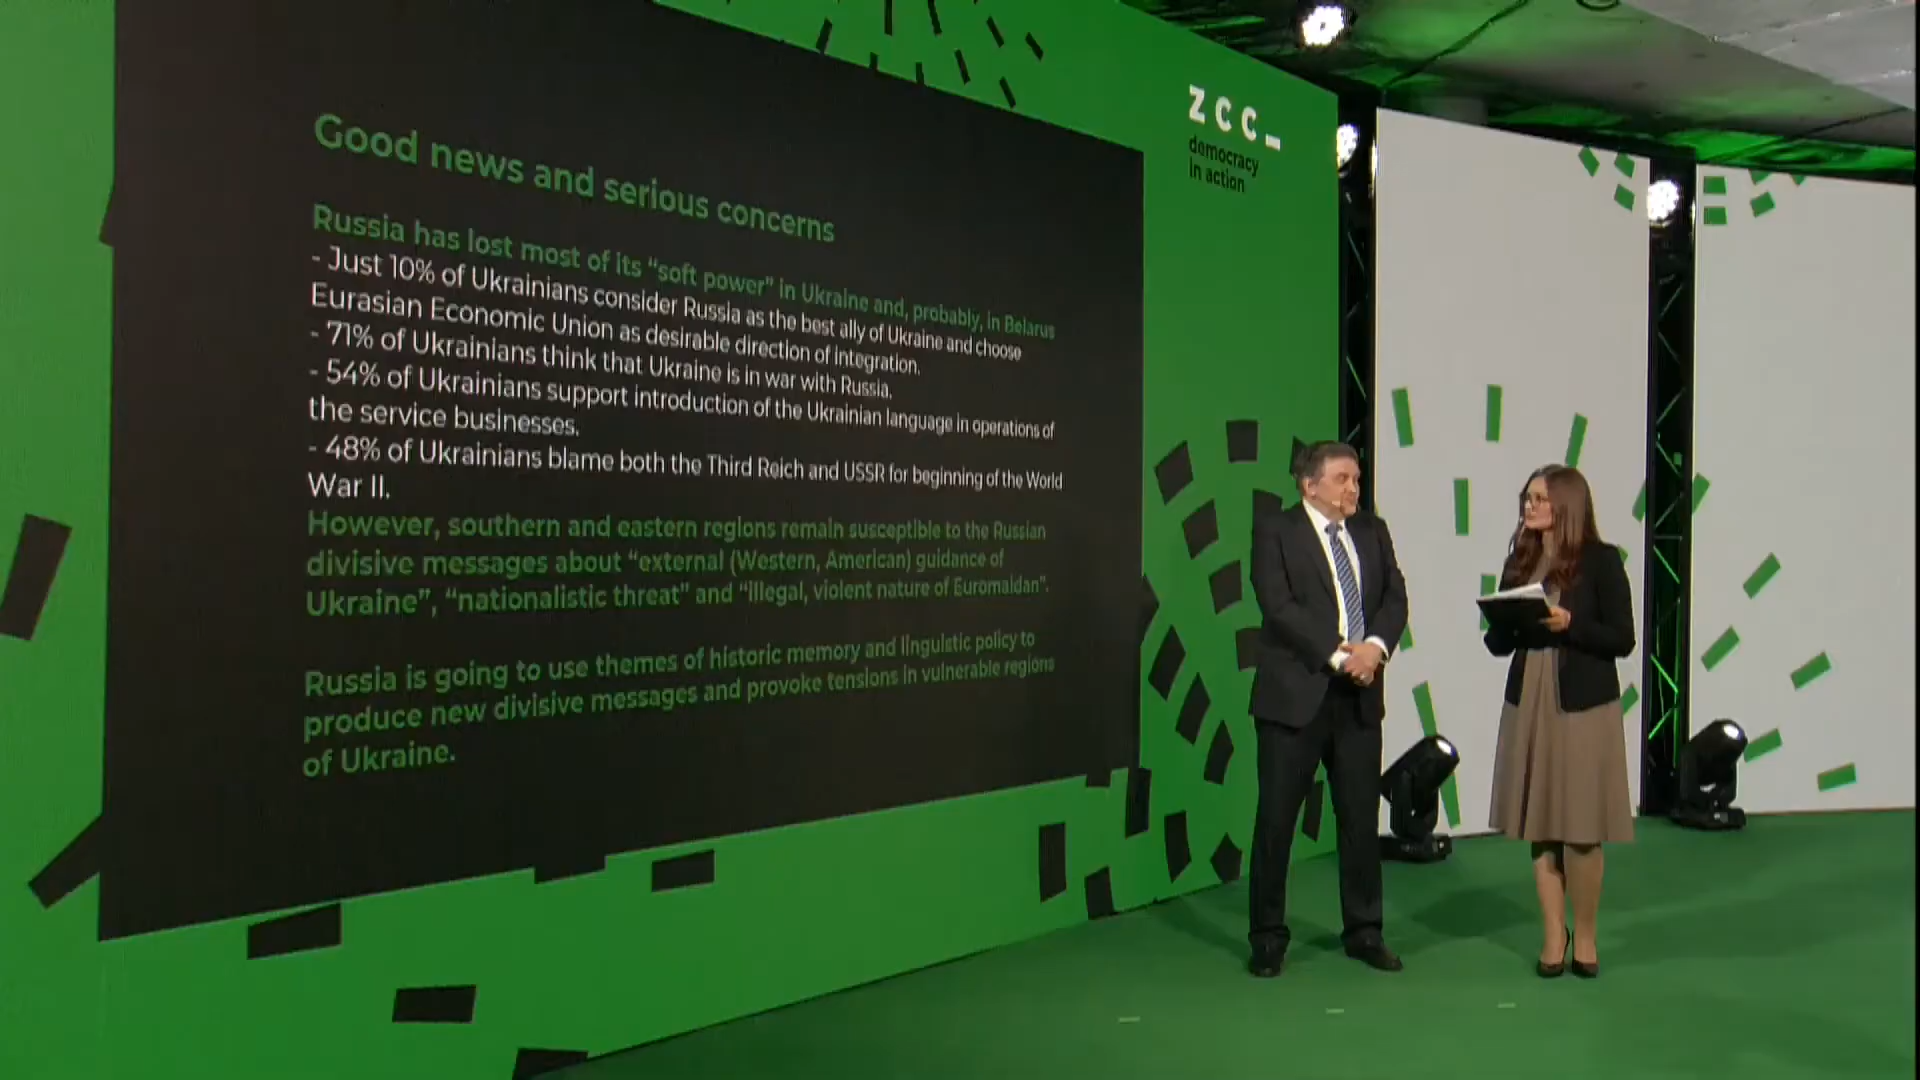 Good news and serious concerns
Russia has lost most of its “soft power” in Ukraine and, probably, in Belarus
- Just 10% of Ukrainians consider Russia as the best ally of Ukraine and choose
Eurasian Economic Union as desirable direction of integration.
- 71% of Ukrainians think that Ukraine is in war with Russia.
- 54% of Ukrainians support introduction of the Ukrainian language in operations of
the service businesses.
- 48% of Ukrainians blame both the Third Reich and USSR for beginning of the World
War II.
However, southern and eastern regions remain susceptible to the Russian
divisive messages about “external (Western, American) guidance of
Ukraine”, “nationalistic threat” and “illegal, violent nature of Euromaidan”.
Russia is going to use themes of historic memory and linguistic policy to
produce new divisive messages and provoke tensions in vulnerable regions
of Ukraine.
ZCC_
democracy
in action